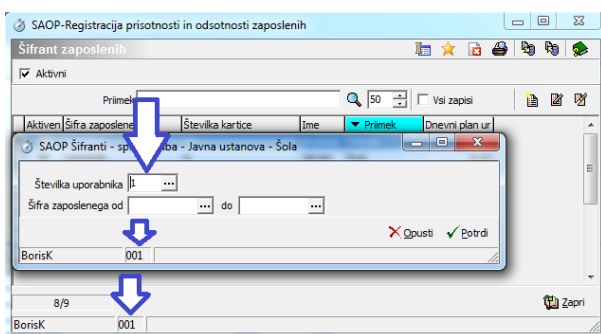 SAOP-Registracija prisotnosti in odsotnosti zaposlenih
Šifrant zaposlenih
Aktivni
Priimek
50
Vsi zapisi
Aktiven Šifra zaposlene Številka kartice Ime Priimek Dnevni plan ur
SAOP Šifranti - - Javna ustanova - Šola
Številka uporabnika 1 ...
Šifra zaposlenega od ... do ...
Opusti Potrdi
BorisK 001
8/9 Zapri
BorisK 001